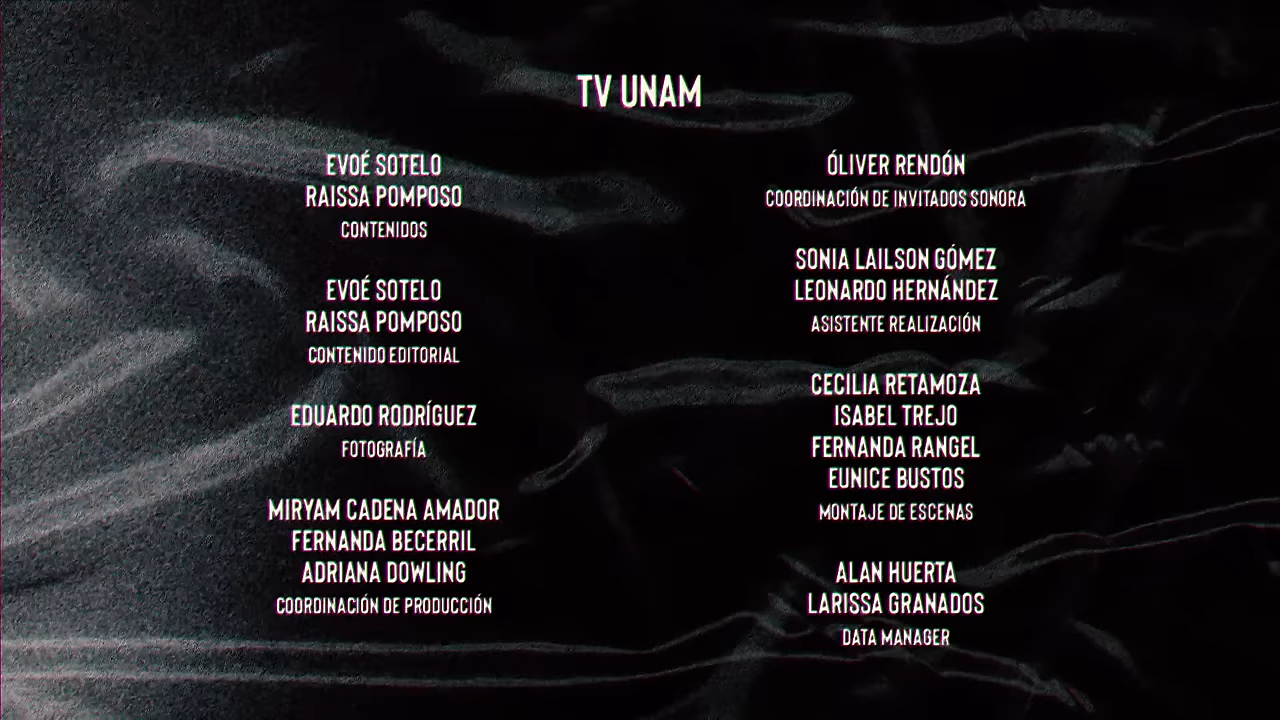 TV UNAM
EVOÉ SOTELO
RAISSA POMPOSO
CONTENIDOS
EVOÉ SOTELO
RAISSA POMPOSO
CONTENIDO EDITORIAL
EDUARDO RODRÍGUEZ
FOTOGRAFÍA
MIRYAM CADENA AMADOR
FERNANDA BECERRIL
ADRIANA DOWLING
COORDINACIÓN DE PRODUCCIÓN
ÓLIVER RENDÓN
COORDINACIÓN DE INVITADOS SONORA
SONIA LAILSON GÓMEZ
LEONARDO HERNÁNDEZ
ASISTENTE REALIZACIÓN
CECILIA RETAMOZA
ISABEL TREJO
FERNANDA RANGEL
EUNICE BUSTOS
MONTAJE DE ESCENAS
ALAN HUERTA
LARISSA GRANADOS
DATA MANAGER